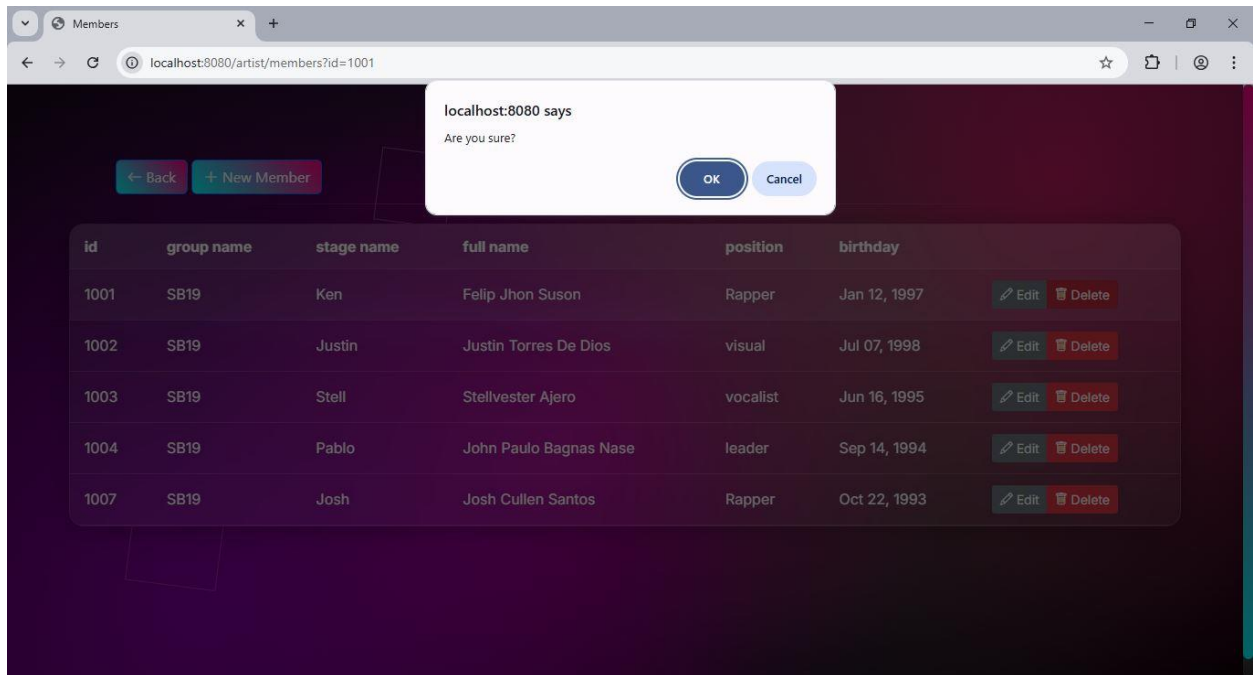 Members
localhost:8080/artist/members?id=1001
localhost:8080 says
Are you sure?
OK Cancel
← Back + New Member
id group name stage name full name position birthday
1001 SB19 Ken Felip Jhon Suson Rapper Jan 12, 1997 Edit Delete
1002 SB19 Justin Justin Torres De Dios visual Jul 07, 1998 Edit Delete
1003 SB19 Stell Stellvester Ajero vocalist Jun 16, 1995 Edit Delete
1004 SB19 Pablo John Paulo Bagnas Nase leader Sep 14, 1994 Edit Delete
1007 SB19 Josh Josh Cullen Santos Rapper Oct 22, 1993 Edit Delete